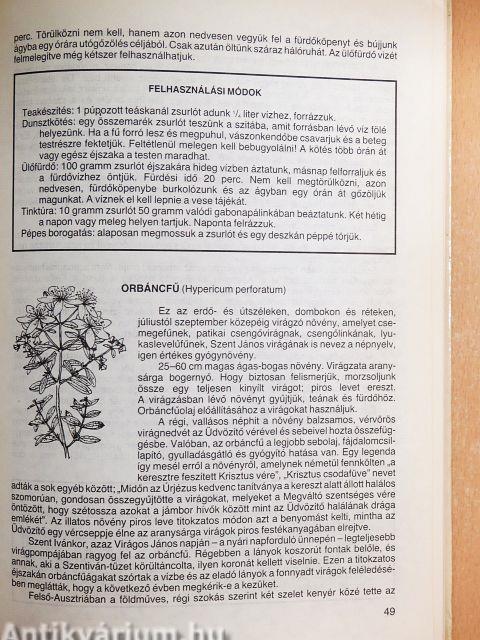 perc. Törülközni nem kell, hanem azon nedvesen vegyük fel a fürdőköpenyt és bújjunk
ágyba egy órára utógőzölés céljából. Csak azután öltünk száraz hálóruhát. Az ülőfürdő vizét
felmelegítve még kétszer felhasználhatjuk.
FELHASZNÁLÁSI MÓDOK
Teakészítés: 1 púpozott teáskanál zsurlót adunk 1/4 liter vízhez, forrázzuk.
Dunsztkötés: egy összemarék zsurlót teszünk a szitába, amit forrásban lévő víz fölé
helyezünk. Ha a fű forró lesz és megpuhul, vászonkendőbe csavarjuk és a beteg
testrészre fektetjük. Feltétlenül melegen kell bebugyolálni! A kötés több órán át
vagy egész éjszaka a testen maradhat.
Ülőfürdő: 100 gramm zsurlót éjszakára hideg vízben áztatunk, másnap felforraljuk és
a fürdővízhez öntjük. Fürdési idő 20 perc. Nem kell megtörülközni, azon
nedvesen, fürdőköpenybe burkolózunk és az ágyban egy órán át gőzöljük
magunkat. A víznek el kell lepnie a vese tájékát.
Tinktúra: 10 gramm zsurlót 50 gramm valódi gabonapálinkában beáztatunk. Két hétig
a napon vagy meleg helyen tartjuk. Naponta felrázzuk.
Pépes borogatás: alaposan megmossuk a zsurlót és egy deszkán péppé törjük.
ORBÁNCFŰ (Hypericum perforatum)
Ez az erdő- és útszéleken, dombokon és réteken,
júliustól szeptember közepéig virágzó növény, amelyet cse-
megefűnek, patikai csengővirágnak, csengőlinkának, lyu-
kaslevelűfűnek, Szent János virágának is nevez a népnyelv,
igen értékes gyógynövény.
25–60 cm magas ágas-bogas növény. Virágzata arany-
sárga bogernyő. Hogy biztosan felismerjük, morzsoljunk
össze egy teljesen kinyílt virágot; piros levet ereszt.
A virágzásban lévő növényt gyűjtjük, teának és fürdőhöz.
Orbáncfűolaj előállításához a virágokat használjuk.
A régi, vallásos néphit a növény balzsamos, vérvörös
virágnedvét az Üdvözítő vérével és sebeivel hozta összefüg-
gésbe. Valóban, az orbáncfű a legjobb sebolaj, fájdalomcsil-
lapító, gyulladásgátló és gyógyító hatása van. Egy legenda
így mesél erről a növényről, amelynek németül fennkölten „a
keresztre feszített Krisztus vére”, „Krisztus csodafüve” nevet
adták a sok egyéb között: „Midőn az Úrjézus kedvenc tanítványa a kereszt alatt állott halálos
szomorúan, gondosan összegyűjtötte a virágokat, melyeket a Megváltó szentséges vére
öntözött, hogy szétossza azokat a jámbor hívők között mint az Üdvözítő halálának drága
emlékét”. Az illatos növény piros leve titokzatos módon azt a benyomást kelti, mintha az
Üdvözítő egy vércseppje élne az aranysárga virágok piros festékanyagában elrejtve.
Szent Ivánkor, azaz Virágos János napján – a nyári napforduló ünnepén – legteljesebb
virágpompájában ragyog fel az orbáncfű. Régebben a lányok koszorút fontak belőle, és
annak, aki a Szentiván-tüzet körültáncolta, ilyen koronát kellett viselnie. Ezen a titokzatos
éjszakán orbáncfűágakat szórtak a vízbe és az eladó lányok a fonnyadt virágok feléledésé-
ben meglátták, hogy a következő évben megkérik-e a kezüket.
Felső-Ausztriában a földműves, régi szokás szerint két szelet kenyér közé tette az
49
Antikvárium.hu